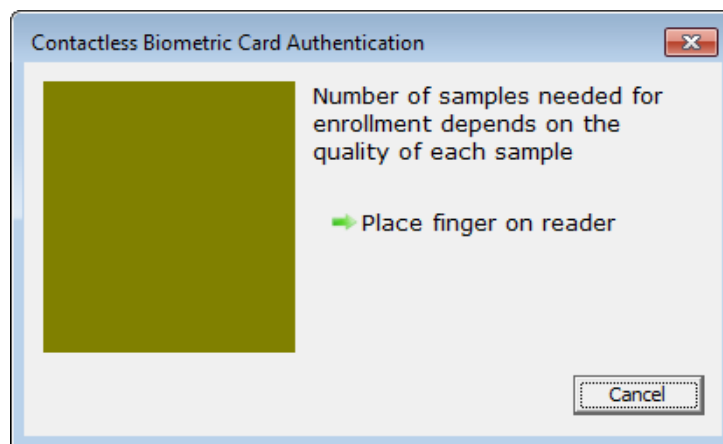 Contactless Biometric Card Authentication
Number of samples needed for
enrollment depends on the
quality of each sample
Place finger on reader
Cancel